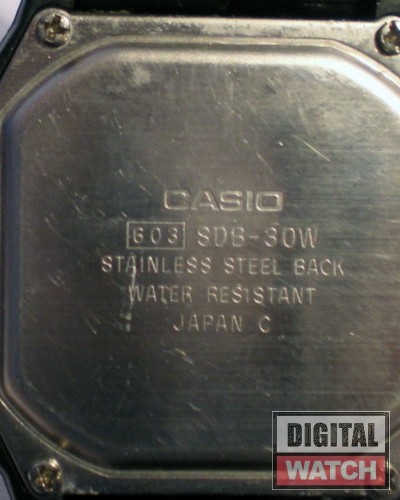 CASIO
603 SDB-30W
STAINLESS STEEL BACK
WATER RESISTANT
JAPAN C
DIGITAL
WATCH